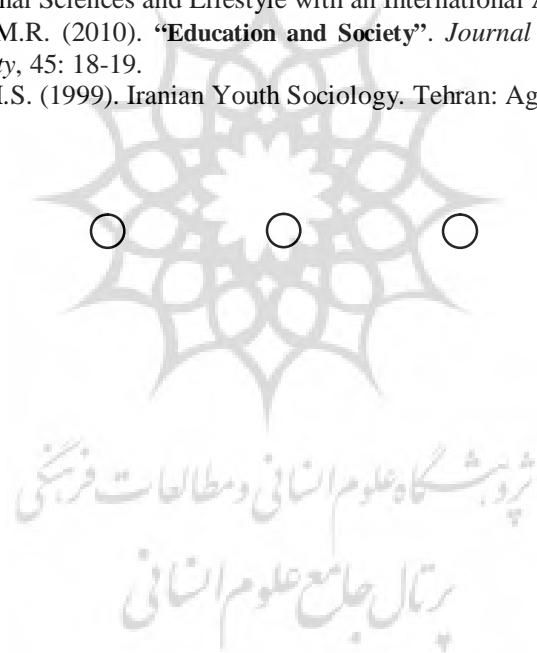 nal Sciences and Lifestyle with an International A
M.R. (2010). “Education and Society”. Journal
ty, 45: 18-19.
I.S. (1999). Iranian Youth Sociology. Tehran: Ag
پژوهشگاه علوم انسانی و مطالعات فرهنگی
پرتال جامع علوم انسانی